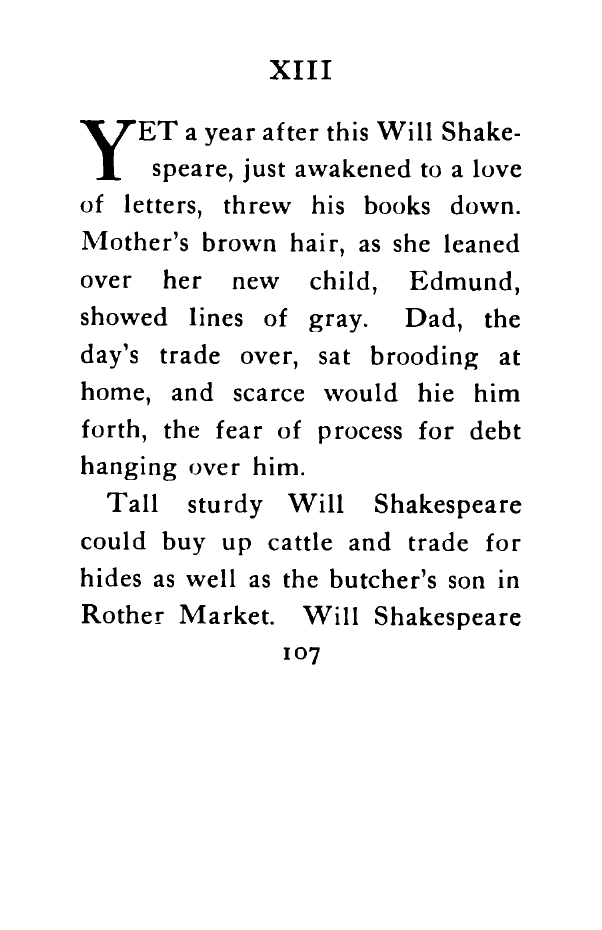 XIII
YET a year after this Will Shake-
speare, just awakened to a love
of letters, threw his books down.
Mother's brown hair, as she leaned
over her new child, Edmund,
showed lines of gray. Dad, the
day's trade over, sat brooding at
home, and scarce would hie him
forth, the fear of process for debt
hanging over him.
Tall sturdy Will Shakespeare
could buy up cattle and trade for
hides as well as the butcher's son in
Rother Market. Will Shakespeare
107